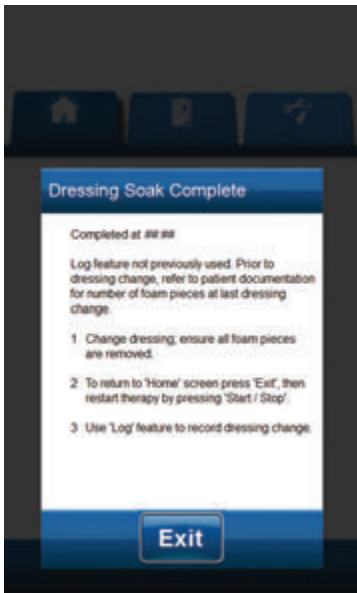 Dressing Soak Complete
Completed at ##:##
Log feature not previously used. Prior to
dressing change, refer to patient documentation
for number of foam pieces at last dressing
change.
1 Change dressing; ensure all foam pieces
are removed.
2 To return to 'Home' screen press 'Exit', then
restart therapy by pressing 'Start / Stop'.
3 Use 'Log' feature to record dressing change.
Exit